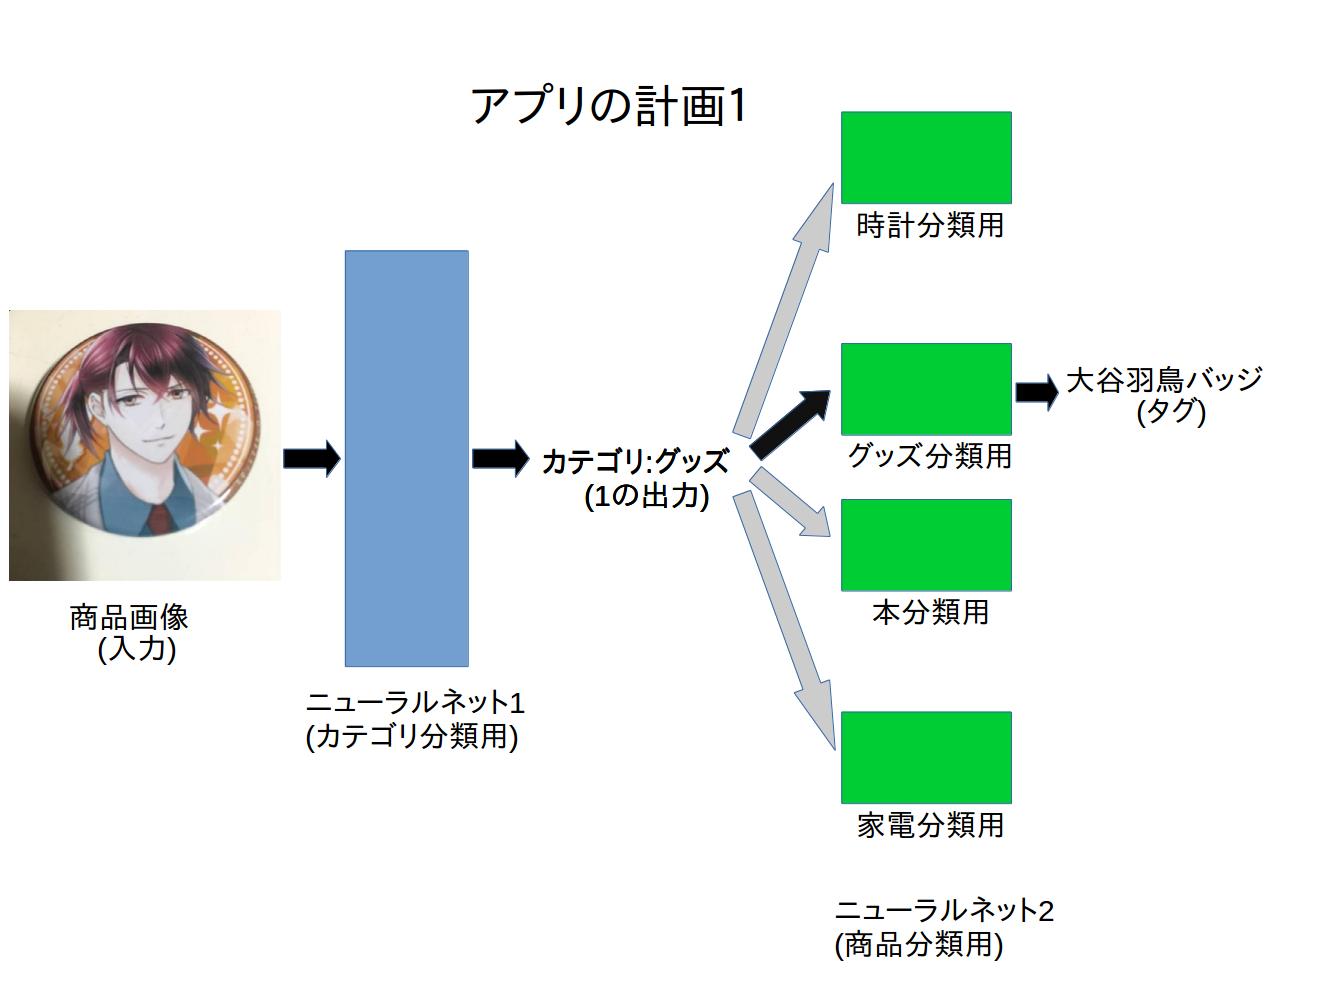 アプリの計画1
時計分類用
大谷羽鳥バッジ
(タグ)
グッズ分類用
カテゴリ:グッズ
(1の出力)
商品画像
(入力)
本分類用
ニューラルネット1
(カテゴリ分類用)
家電分類用
ニューラルネット2
(商品分類用)